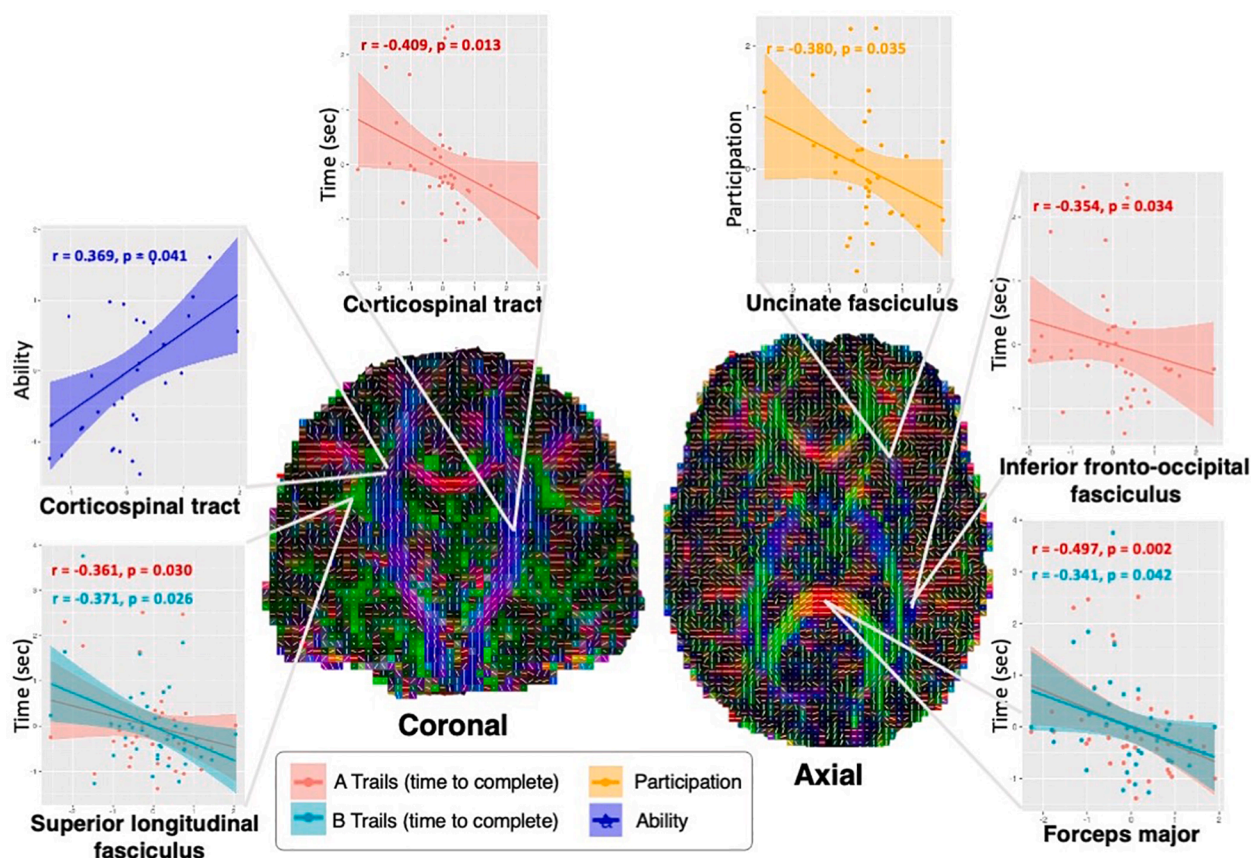 r = -0.409, p = 0.013
Time (sec)
Corticospinal tract
r = -0.380, p = 0.035
Participation
Uncinate fasciculus
r = 0.369, p = 0.041
Ability
Corticospinal tract
r = -0.354, p = 0.034
Time (sec)
Inferior fronto-occipital
fasciculus
r = -0.361, p = 0.030
r = -0.371, p = 0.026
Time (sec)
Superior longitudinal
fasciculus
r = -0.497, p = 0.002
r = -0.341, p = 0.042
Time (sec)
Forceps major
Coronal
Axial
A Trails (time to complete)
B Trails (time to complete)
Participation
Ability